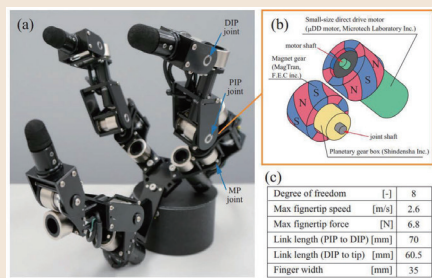 (a)
DIP
joint
PIP
joint
MP
joint
(b)
Small-size direct drive motor
(μDD motor, Microtech Laboratory Inc.)
motor shaft
Magnet gear
(MagTran,
F.E.C inc.)
S
N
S
N
N
S
N
S
joint shaft
Planetary gear box (Shindensha Inc.)
(c)
Degree of freedom [-] 8
Max fignertip speed [m/s] 2.6
Max fignertip force [N] 6.8
Link length (PIP to DIP) [mm] 70
Link length (DIP to tip) [mm] 60.5
Finger width [mm] 35